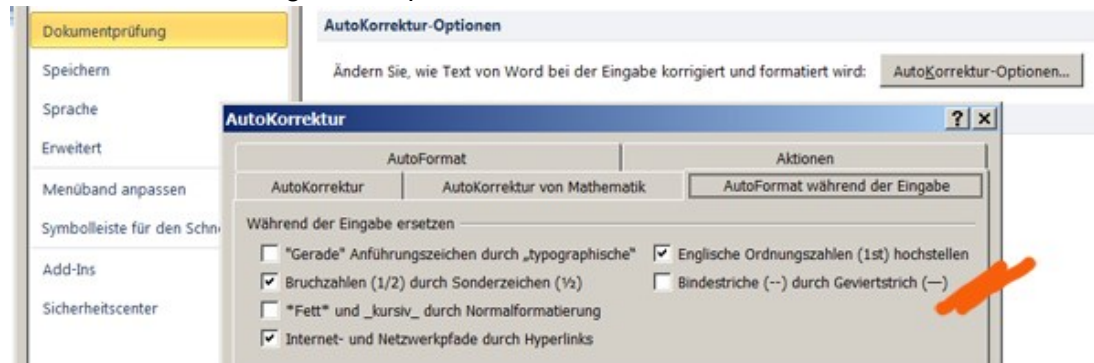 Dokumentprüfung
AutoKorrektur-Optionen
Speichern
Ändern Sie, wie Text von Word bei der Eingabe korrigiert und formatiert wird:
AutoKorrektur-Optionen...
Sprache
AutoKorrektur
Erweitert
AutoFormat
Aktionen
Menüband anpassen
AutoKorrektur
AutoKorrektur von Mathematik
AutoFormat während der Eingabe
Symbolleiste für den
Während der Eingabe ersetzen
Add-Ins
"Gerade" Anführungszeichen durch „typographische"
Englische Ordnungszahlen (1st) hochstellen
Bruchzahlen (1/2) durch Sonderzeichen (½)
Bindestriche (--) durch Geviertstrich (—)
Sicherheitscenter
*Fett* und _kursiv_ durch Normalformatierung
Internet- und Netzwerkpfade durch Hyperlinks